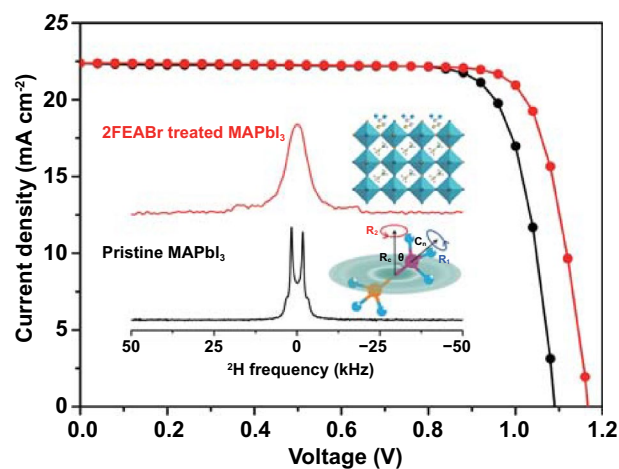 Current density (mA cm⁻²)
25
20
15
10
5
0
2FEABr treated MAPbI₃
Pristine MAPbI₃
R₂
R꜀
θ
Cₙ
R₁
50
25
0
−25
−50
²H frequency (kHz)
0.0
0.2
0.4
0.6
0.8
1.0
1.2
Voltage (V)